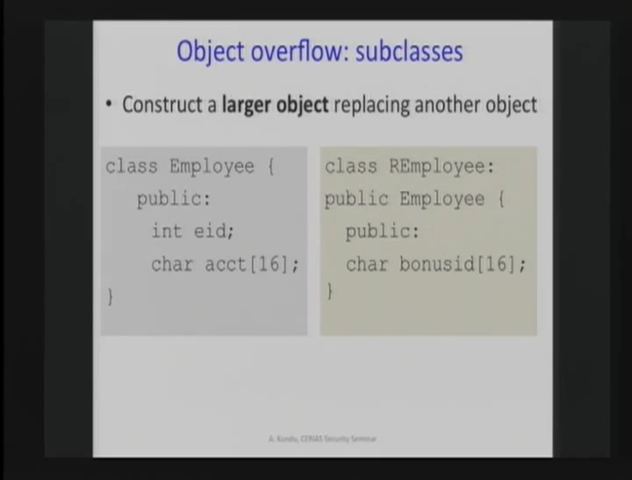 Object overflow: subclasses
• Construct a larger object replacing another object
class Employee {
public:
int eid;
char acct[16];
}
class REmployee:
public Employee {
public:
char bonusid[16];
}
A. Kundu, CERIAS Security Seminar